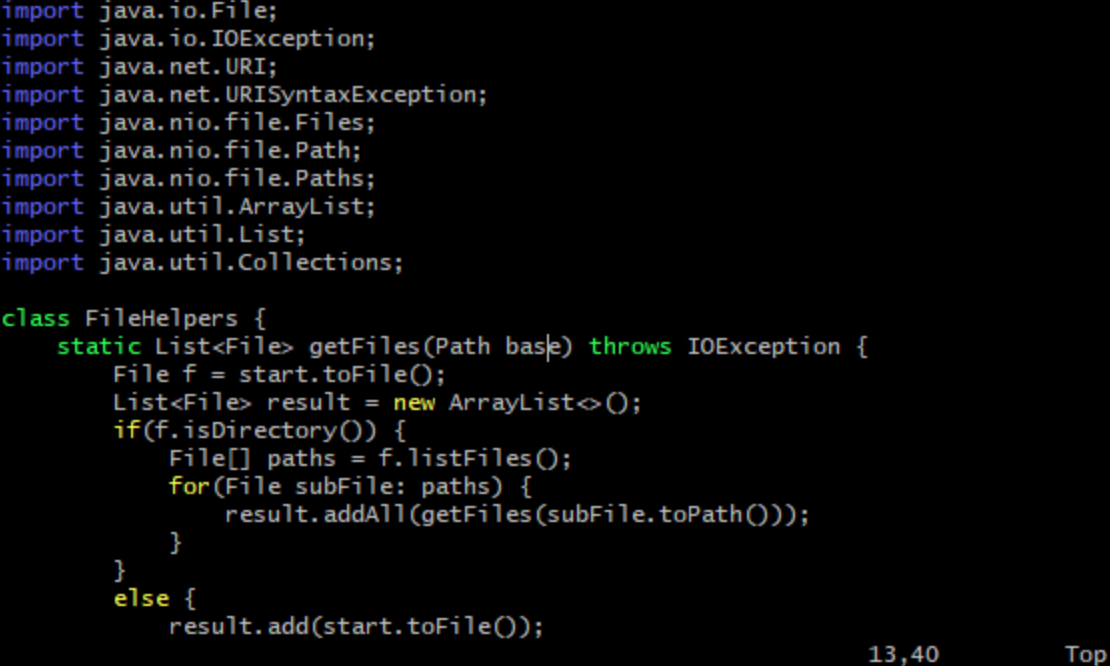 import java.io.File;
import java.io.IOException;
import java.net.URI;
import java.net.URISyntaxException;
import java.nio.file.Files;
import java.nio.file.Path;
import java.nio.file.Paths;
import java.util.ArrayList;
import java.util.List;
import java.util.Collections;

class FileHelpers {
    static List<File> getFiles(Path base) throws IOException {
        File f = start.toFile();
        List<File> result = new ArrayList<>();
        if(f.isDirectory()) {
            File[] paths = f.listFiles();
            for(File subFile: paths) {
                result.addAll(getFiles(subFile.toPath()));
            }
        }
        else {
            result.add(start.toFile());
13,40 Top